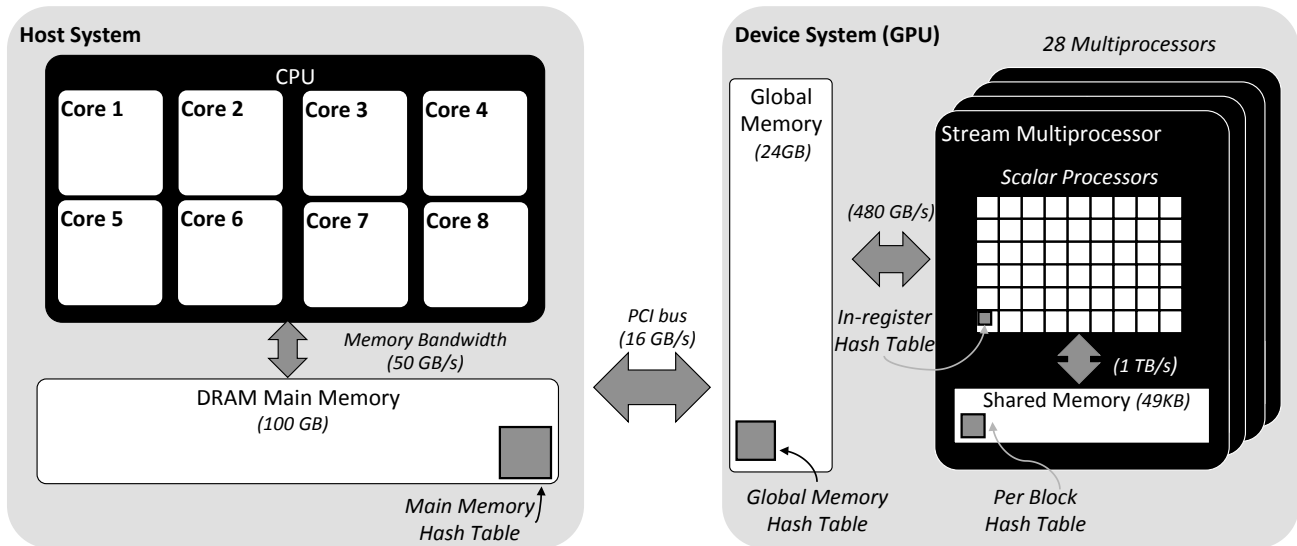 Host System
CPU
Core 1
Core 2
Core 3
Core 4
Core 5
Core 6
Core 7
Core 8
Memory Bandwidth
(50 GB/s)
DRAM Main Memory
(100 GB)
Main Memory
Hash Table
PCI bus
(16 GB/s)
Device System (GPU)
28 Multiprocessors
Global
Memory
(24GB)
Stream Multiprocessor
Scalar Processors
(480 GB/s)
In-register
Hash Table
(1 TB/s)
Shared Memory (49KB)
Global Memory
Hash Table
Per Block
Hash Table